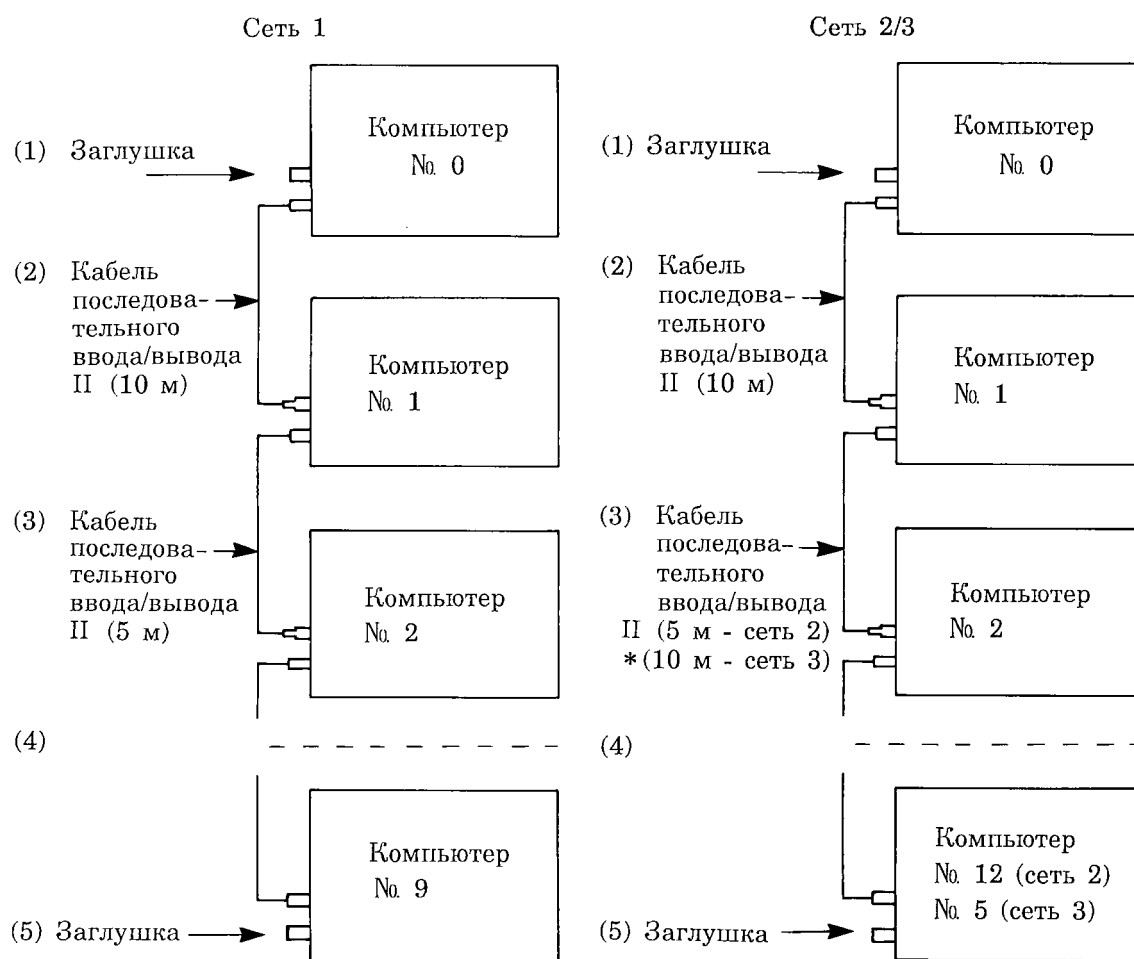 Сеть 1
Компьютер
№ 0
(1) Заглушка
(2) Кабель
последова-
тельного
ввода/вывода
II (10 м)
Компьютер
№ 1
(3) Кабель
последова-
тельного
ввода/вывода
II (5 м)
Компьютер
№ 2
(4)
Компьютер
№ 9
(5) Заглушка
Сеть 2/3
Компьютер
№ 0
(1) Заглушка
(2) Кабель
последова-
тельного
ввода/вывода
II (10 м)
Компьютер
№ 1
(3) Кабель
последова-
тельного
ввода/вывода
II (5 м - сеть 2)
*(10 м - сеть 3)
Компьютер
№ 2
(4)
Компьютер
№ 12 (сеть 2)
№ 5 (сеть 3)
(5) Заглушка